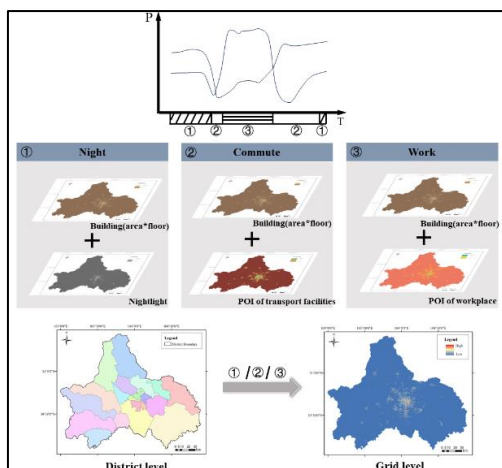 P
① ② ③ ② ① T
① Night
② Commute
③ Work
Building(area*floor)
Building(area*floor)
Building(area*floor)
+
+
+
Nightlight
POI of transport facilities
POI of workplace
Legend
District Boundary
① /②/③
Legend
High
Low
District level
Grid level